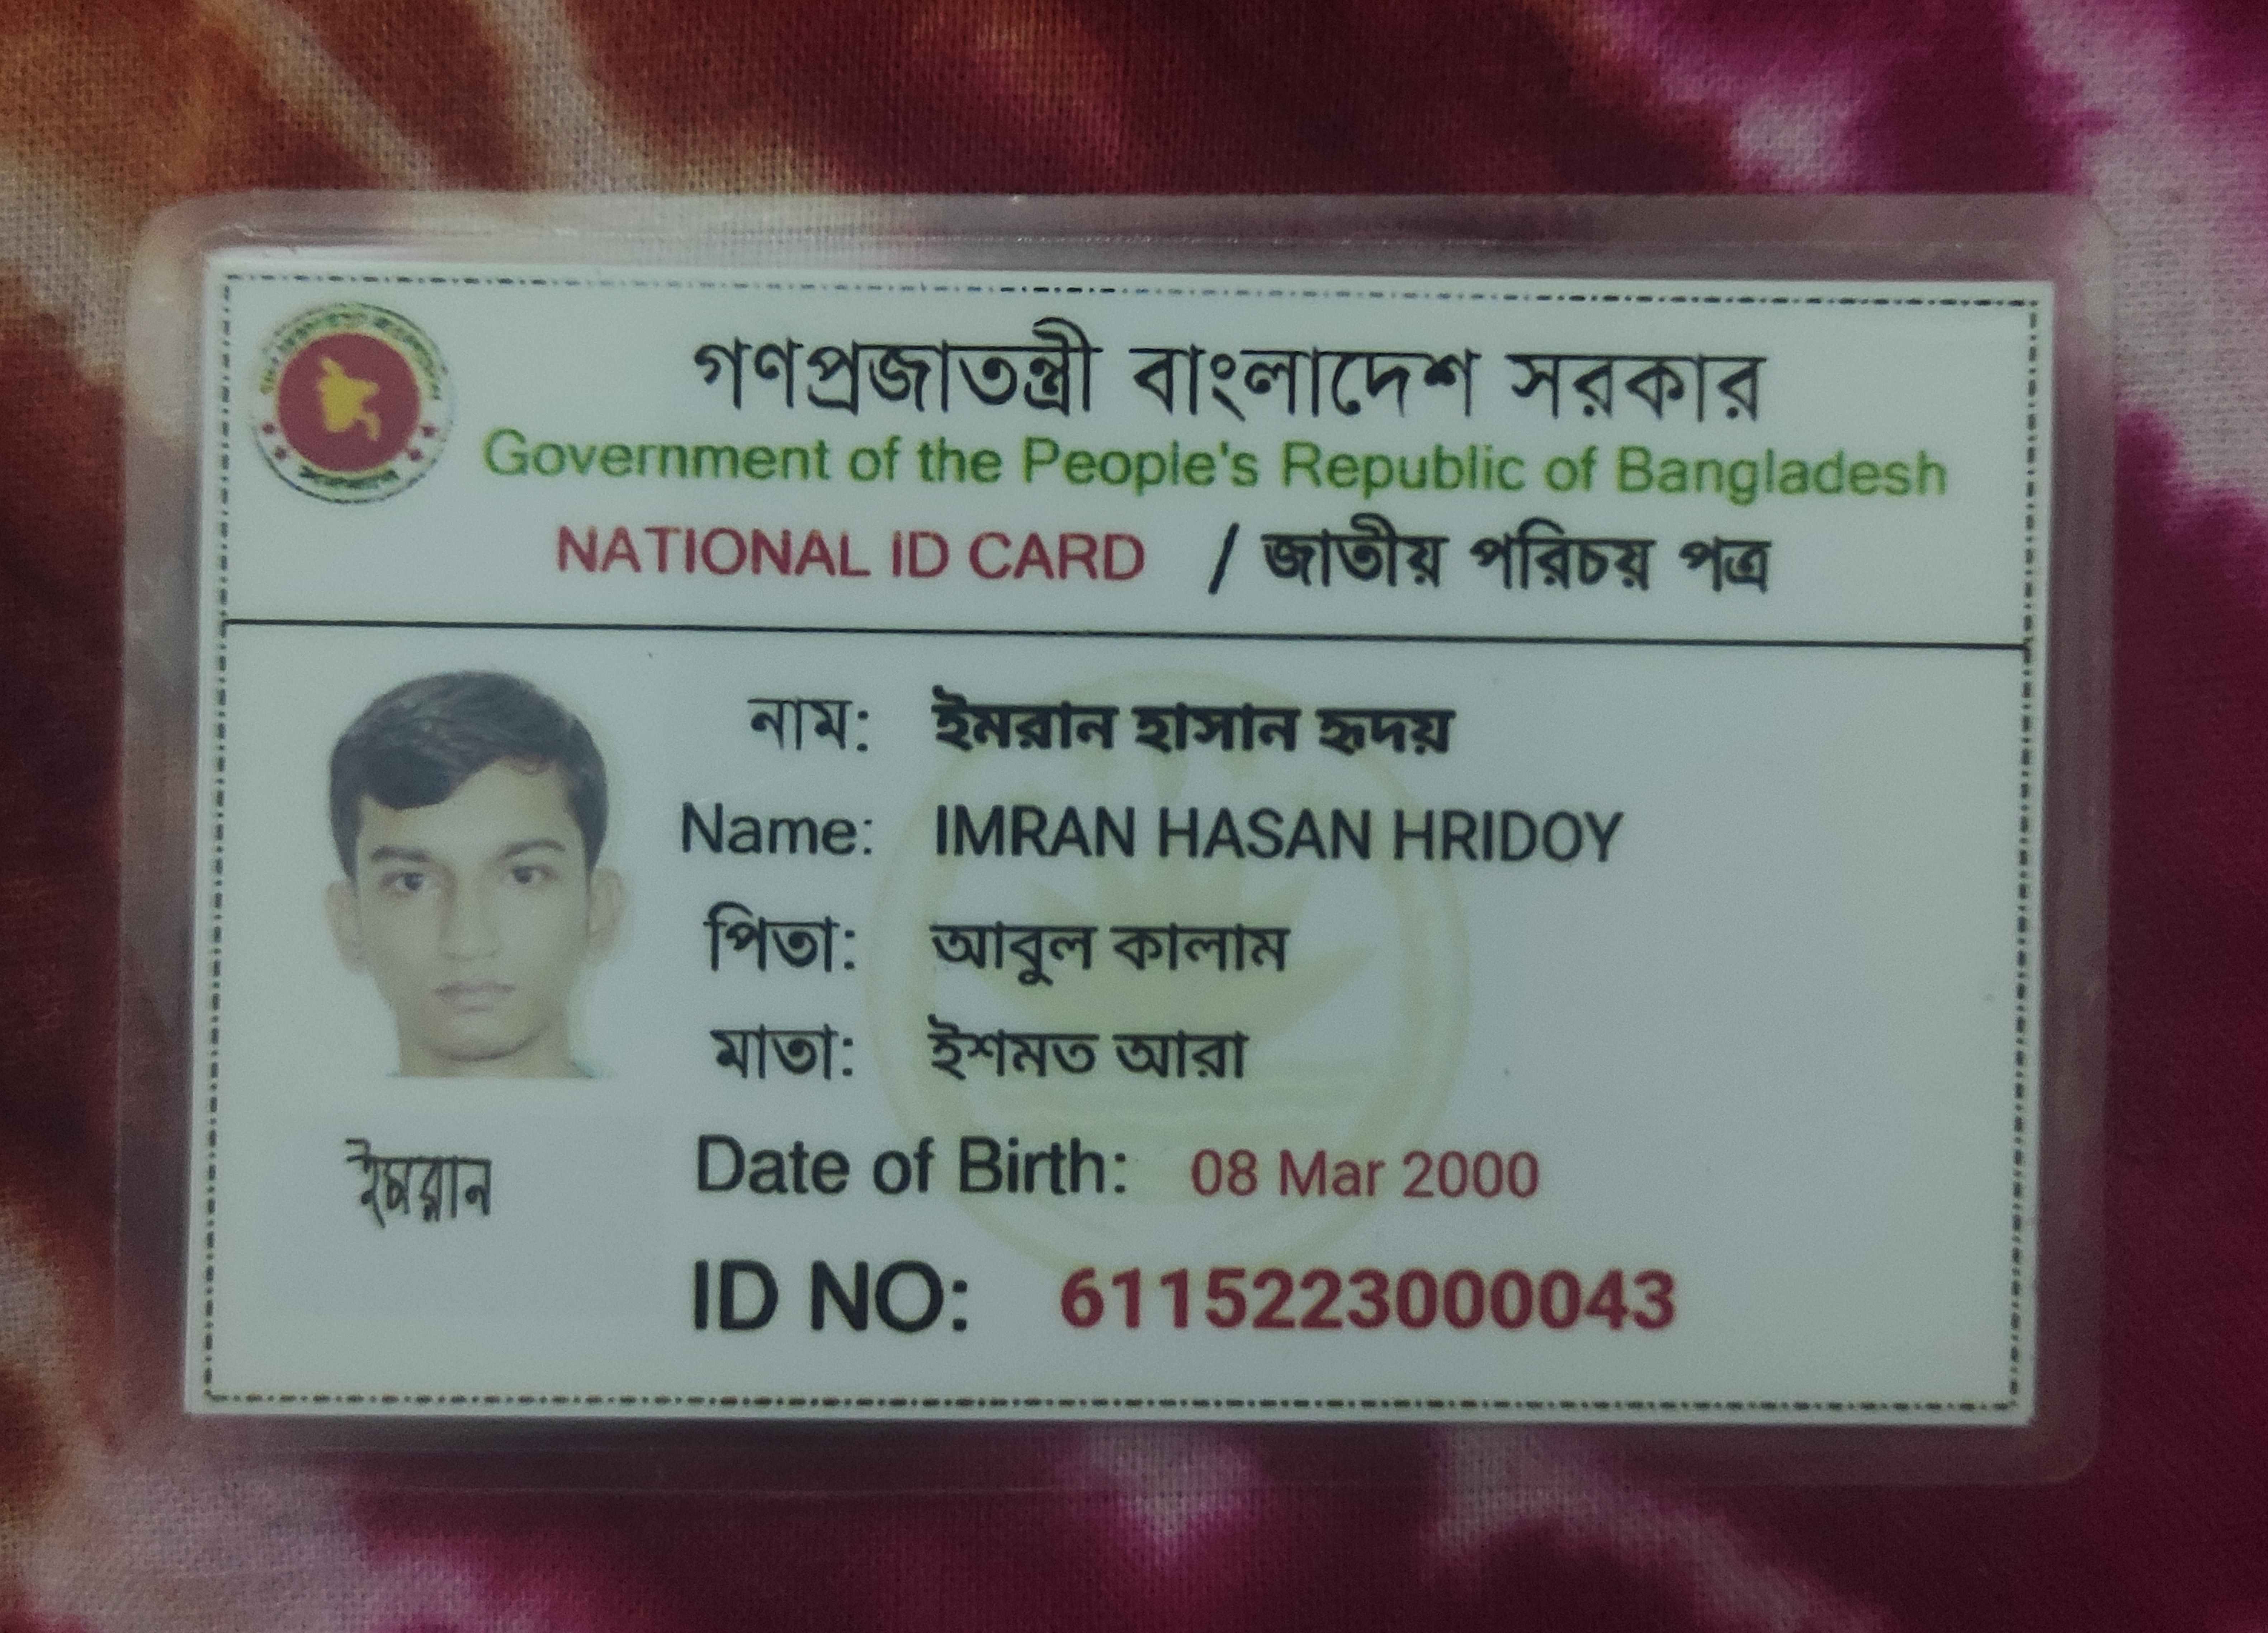 গণপ্রজাতন্ত্রী বাংলাদেশ সরকার
Government of the People's Republic of Bangladesh
NATIONAL ID CARD / জাতীয় পরিচয় পত্র
নাম: ইমরান হাসান হৃদয়
Name: IMRAN HASAN HRIDOY
পিতা: আবুল কালাম
মাতা: ইশমত আরা
ইমরান
Date of Birth: 08 Mar 2000
ID NO: 6115223000043